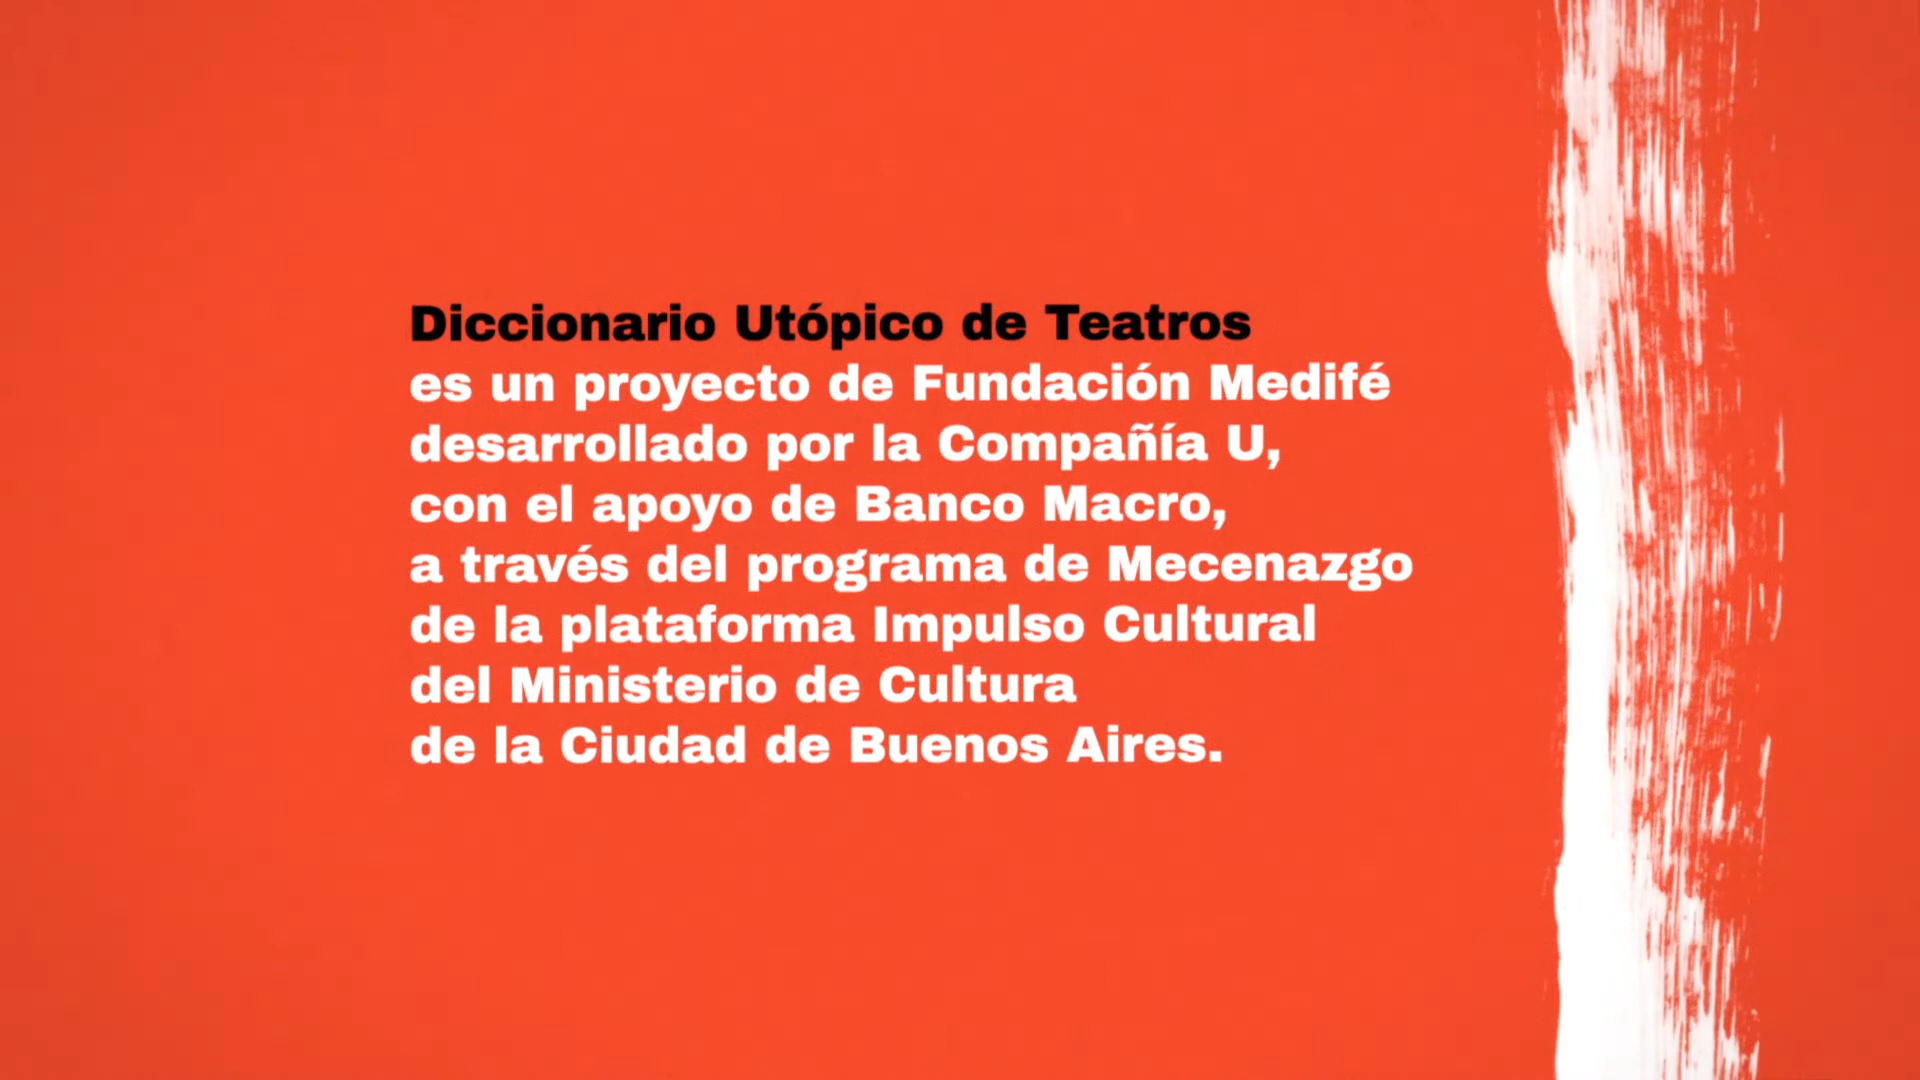 Diccionario Utópico de Teatros
es un proyecto de Fundación Medifé
desarrollado por la Compañía U,
con el apoyo de Banco Macro,
a través del programa de Mecenazgo
de la plataforma Impulso Cultural
del Ministerio de Cultura
de la Ciudad de Buenos Aires.